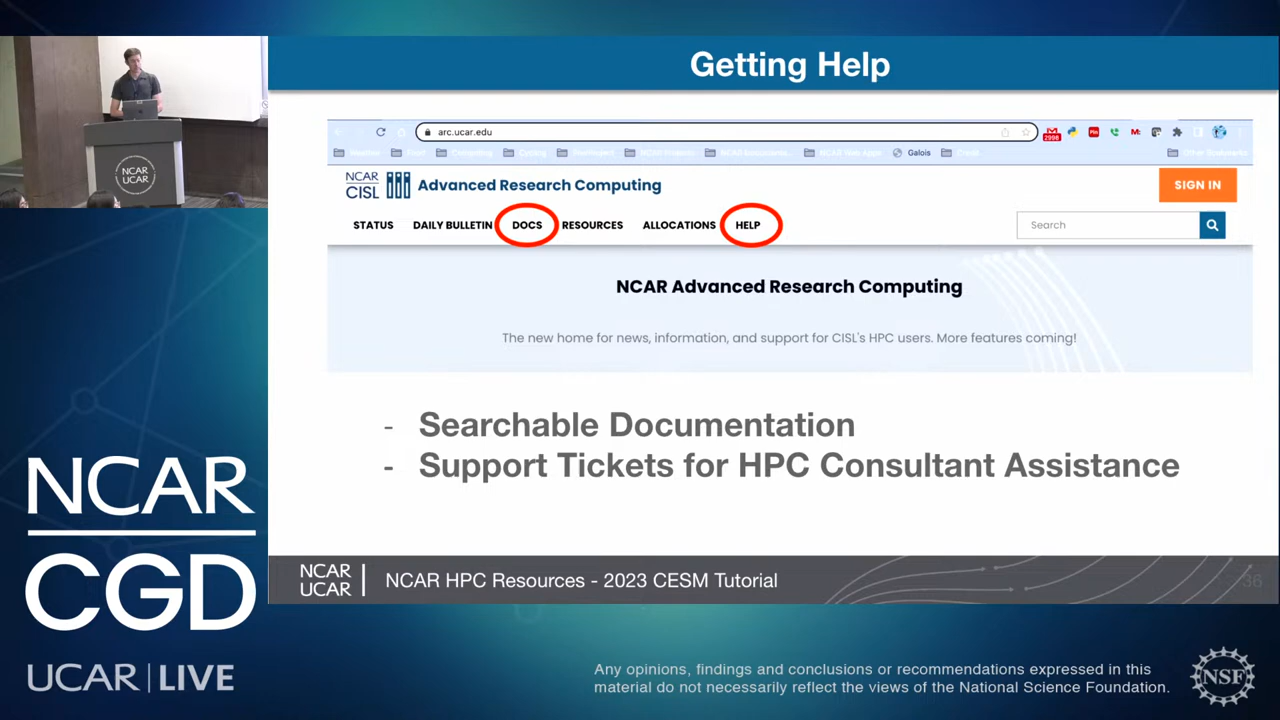 Getting Help
arc.ucar.edu
2998
Galois
NCAR
CISL
Advanced Research Computing
SIGN IN
STATUS DAILY BULLETIN DOCS RESOURCES ALLOCATIONS HELP
Search
NCAR Advanced Research Computing
The new home for news, information, and support for CISL's HPC users. More features coming!
- Searchable Documentation
- Support Tickets for HPC Consultant Assistance
NCAR
UCAR
NCAR HPC Resources - 2023 CESM Tutorial
36
NCAR
UCAR
NCAR
CGD
UCAR | LIVE
Any opinions, findings and conclusions or recommendations expressed in this
material do not necessarily reflect the views of the National Science Foundation.
NSF